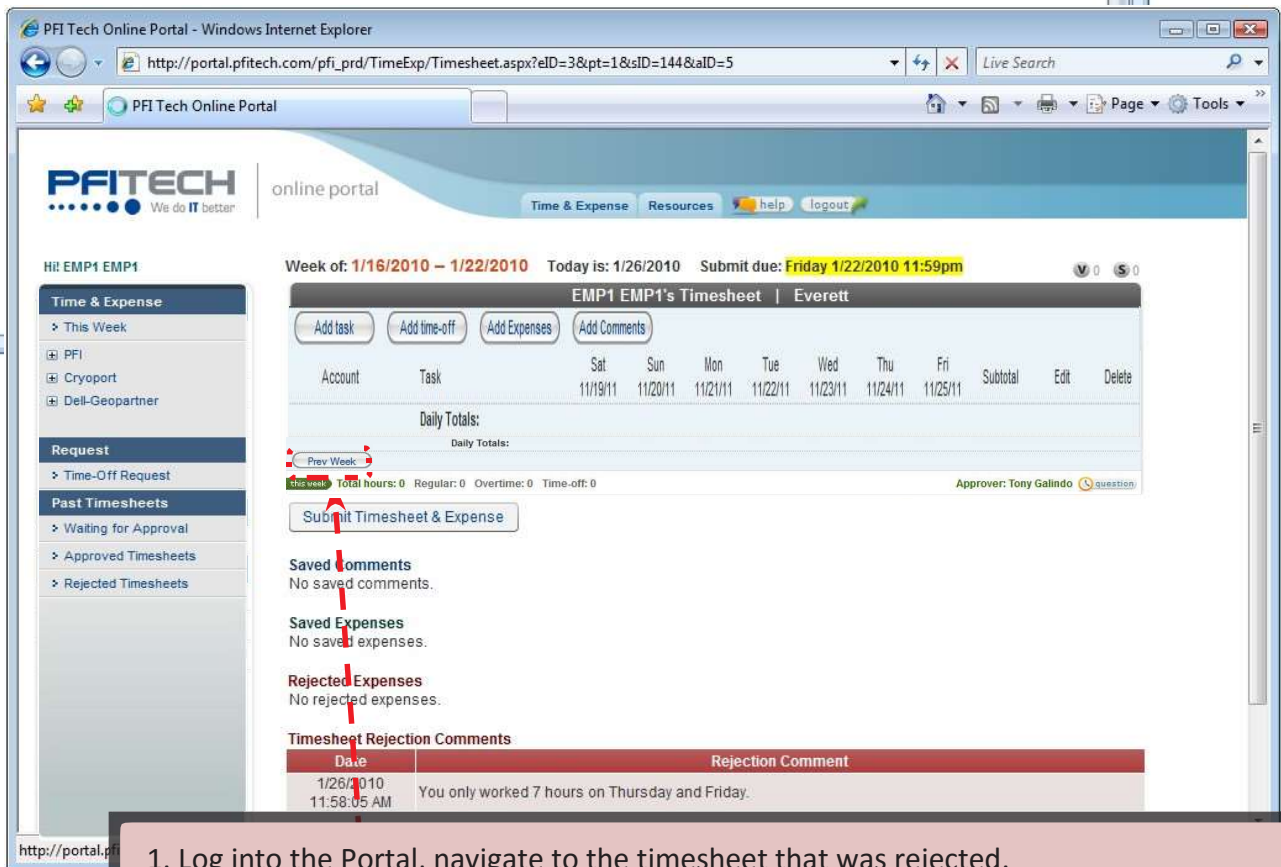 PFI Tech Online Portal - Windows Internet Explorer
http://portal.pfitech.com/pfi_prd/TimeExp/Timesheet.aspx?eID=3&pt=1&sID=144&aID=5
Live Search
PFI Tech Online Portal
Page
Tools
PFITECH
We do IT better
online portal
Time & Expense Resources help logout
Hi! EMP1 EMP1
Week of: 1/16/2010 – 1/22/2010 Today is: 1/26/2010 Submit due: Friday 1/22/2010 11:59pm
V 0 S 0
Time & Expense
This Week
PFI
Cryoport
Dell-Geopartner
Request
Time-Off Request
Past Timesheets
Waiting for Approval
Approved Timesheets
Rejected Timesheets
EMP1 EMP1's Timesheet | Everett
Add task Add time-off Add Expenses Add Comments
Account Task Sat Sun Mon Tue Wed Thu Fri Subtotal Edit Delete
11/19/11 11/20/11 11/21/11 11/22/11 11/23/11 11/24/11 11/25/11
Daily Totals:
Daily Totals:
Prev Week
this week Total hours: 0 Regular: 0 Overtime: 0 Time-off: 0 Approver: Tony Galindo question
Submit Timesheet & Expense
Saved Comments
No saved comments.
Saved Expenses
No saved expenses.
Rejected Expenses
No rejected expenses.
Timesheet Rejection Comments
Date Rejection Comment
1/26/2010
11:58:05 AM
You only worked 7 hours on Thursday and Friday.
http://portal.pfi
1. Log into the Portal, navigate to the timesheet that was rejected.